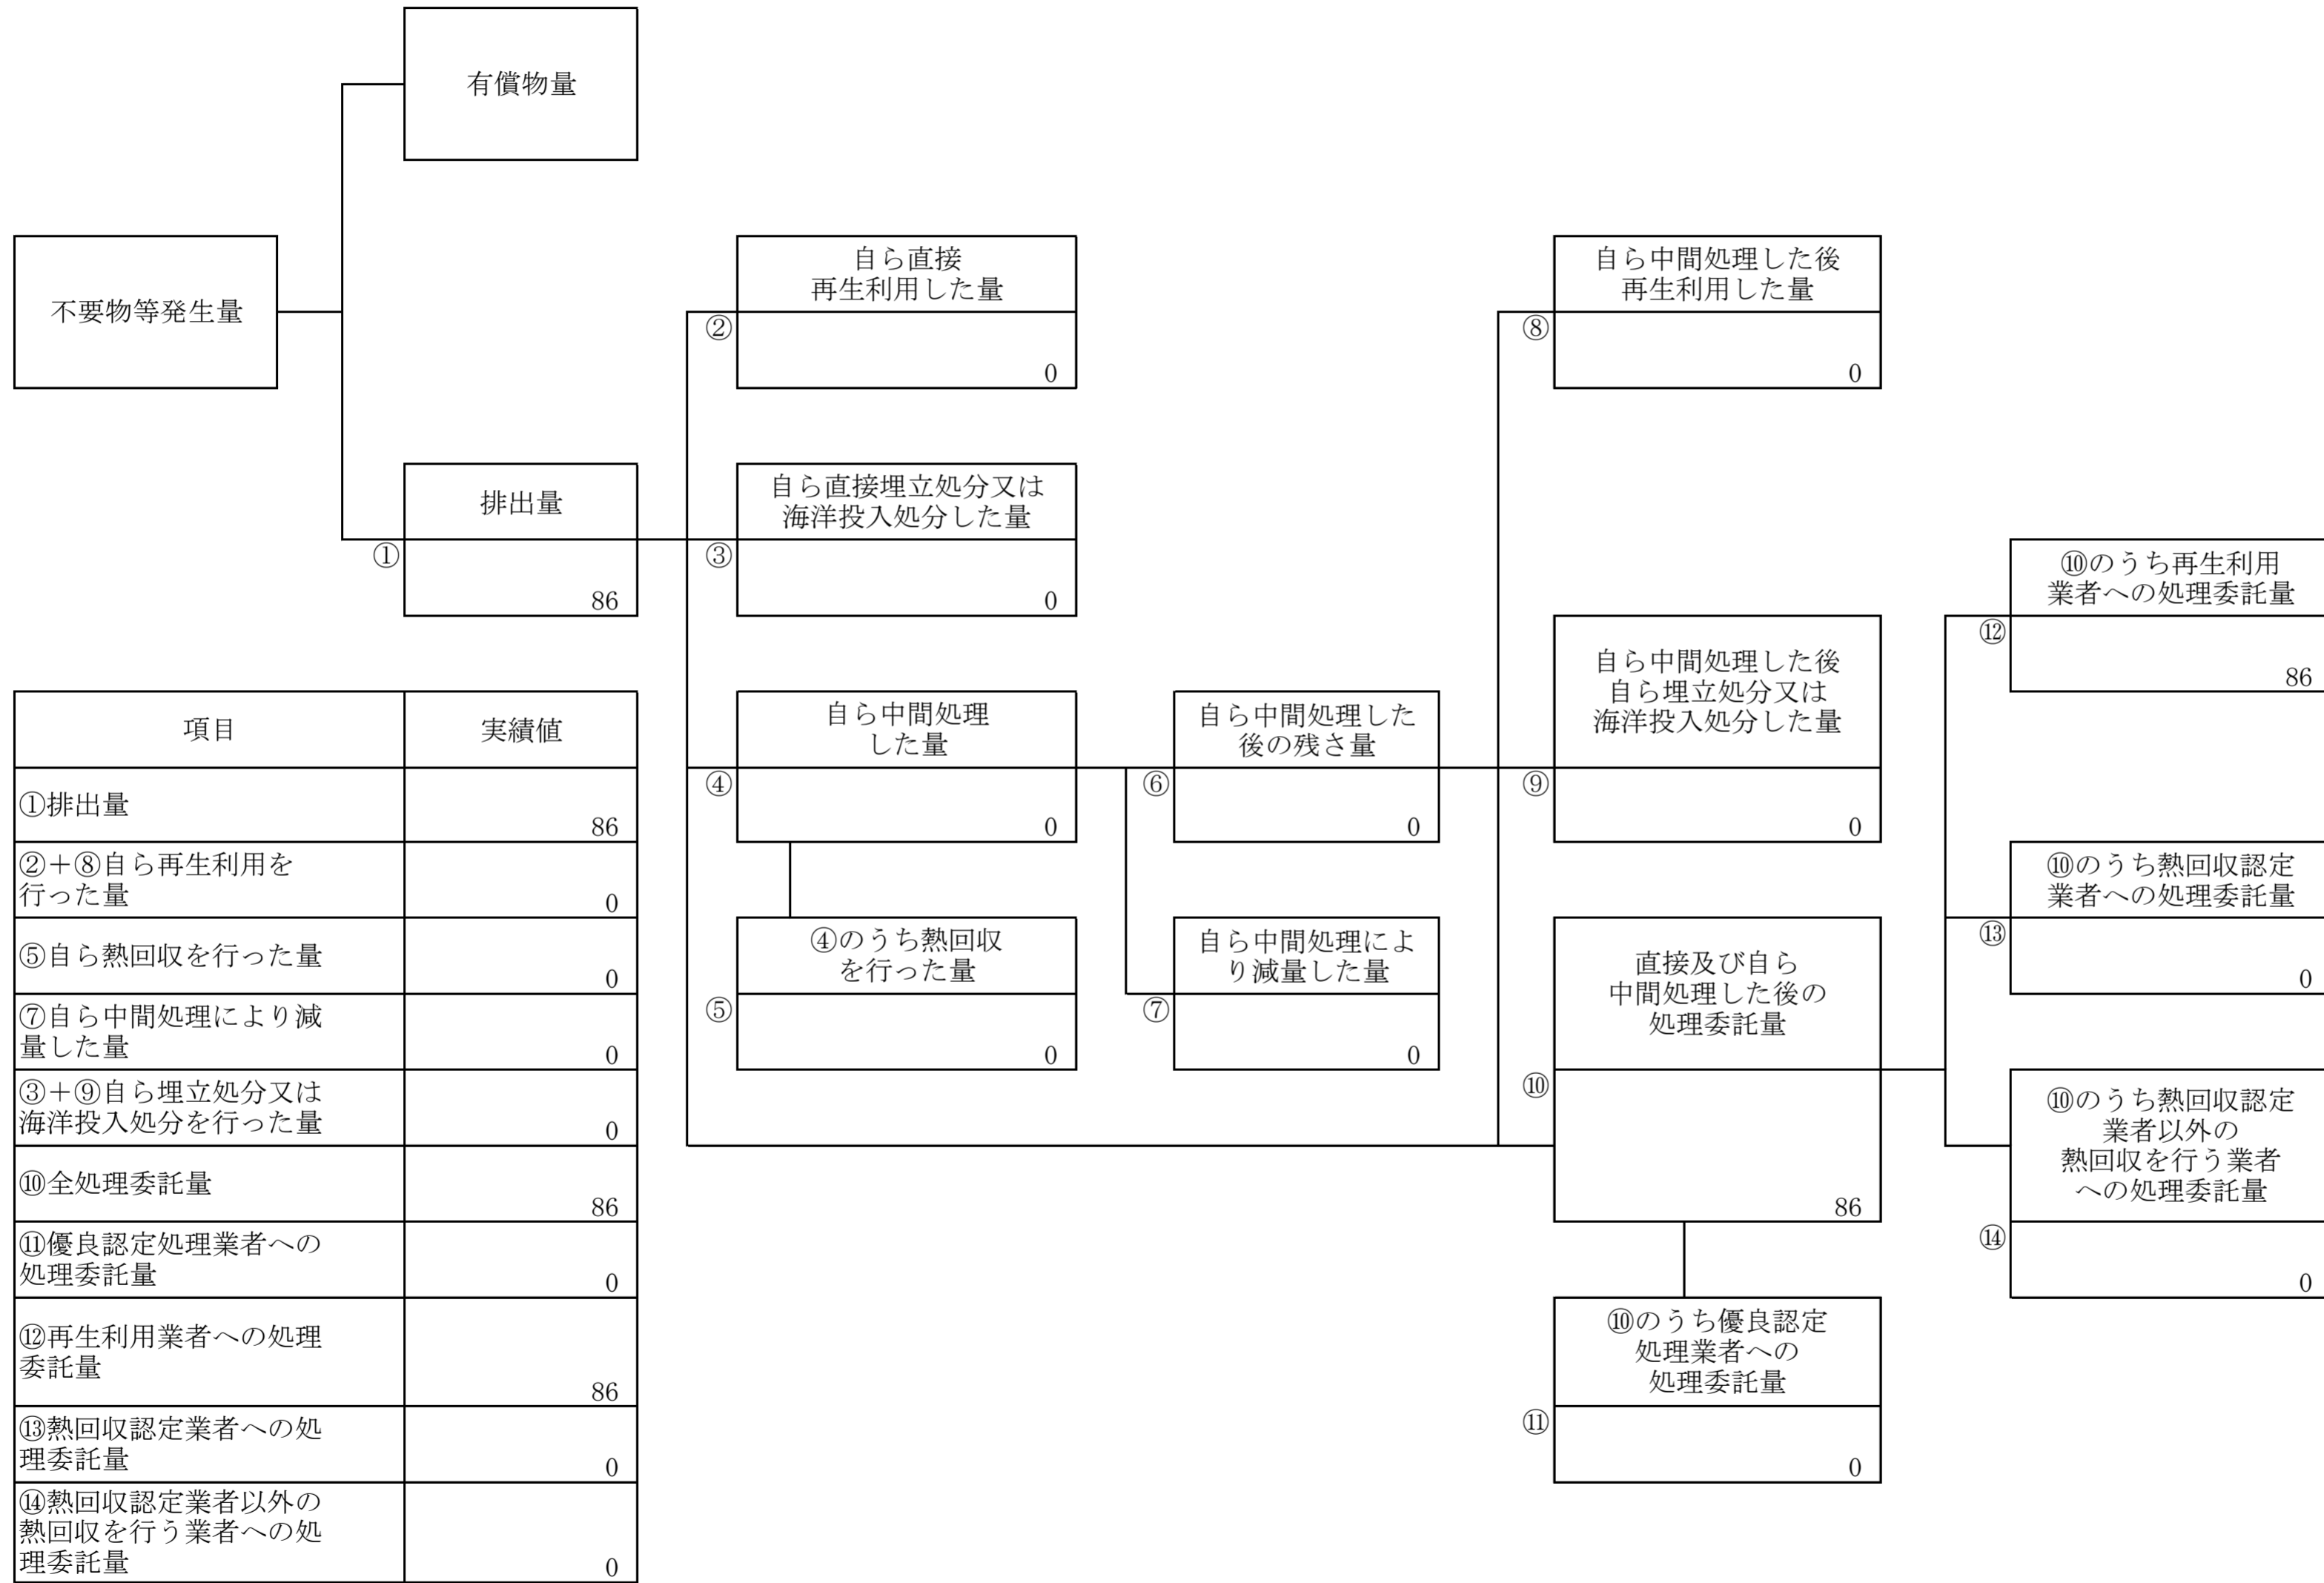 有償物量
不要物等発生量
自ら直接
再生利用した量
②
0
自ら中間処理した後
再生利用した量
⑧
0
排出量
①
86
自ら直接埋立処分又は
海洋投入処分した量
③
0
⑩のうち再生利用
業者への処理委託量
⑫
86
自ら中間処理
した量
④
0
自ら中間処理した
後の残さ量
⑥
0
自ら中間処理した後
自ら埋立処分又は
海洋投入処分した量
⑨
0
⑩のうち熱回収認定
業者への処理委託量
⑬
0
④のうち熱回収
を行った量
⑤
0
自ら中間処理によ
り減量した量
⑦
0
直接及び自ら
中間処理した後の
処理委託量
⑩
86
⑩のうち熱回収認定
業者以外の
熱回収を行う業者
への処理委託量
⑭
0
⑩のうち優良認定
処理業者への
処理委託量
⑪
0
項目
実績値
①排出量
86
②+⑧自ら再生利用を
行った量
0
⑤自ら熱回収を行った量
0
⑦自ら中間処理により減
量した量
0
③+⑨自ら埋立処分又は
海洋投入処分を行った量
0
⑩全処理委託量
86
⑪優良認定処理業者への
処理委託量
0
⑫再生利用業者への処理
委託量
86
⑬熱回収認定業者への処
理委託量
0
⑭熱回収認定業者以外の
熱回収を行う業者への処
理委託量
0